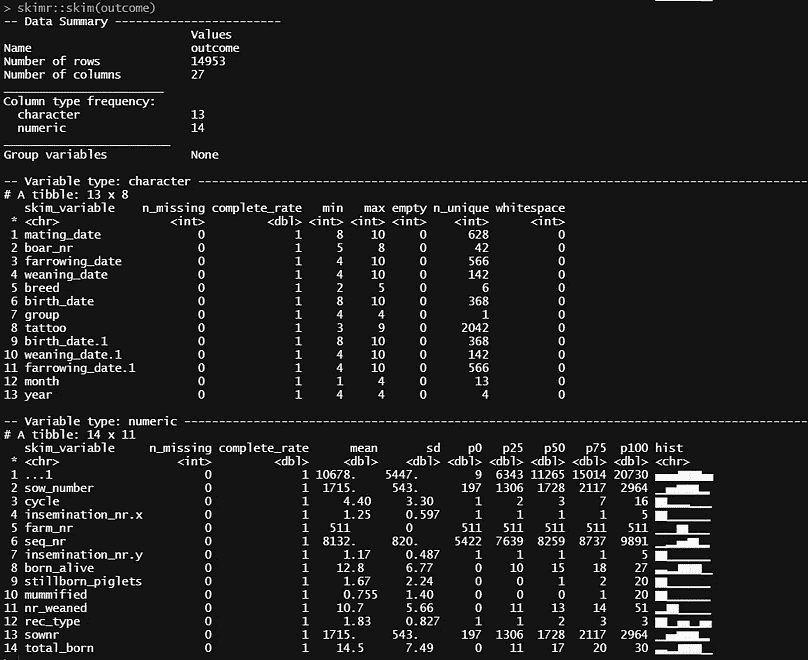 > skimr::skim(outcome)
-- Data Summary ------------------------
                           Values
Name                       outcome
Number of rows             14953
Number of columns          27
_______________________
Column type frequency:
  character                13
  numeric                  14
________________________
Group variables            None

-- Variable type: character ----------------------------------------------------------------------------------------
# A tibble: 13 x 8
   skim_variable    n_missing complete_rate   min   max empty n_unique whitespace
 * <chr>                <int>         <dbl> <int> <int> <int>    <int>      <int>
 1 mating_date              0             1     8    10     0      628          0
 2 boar_nr                  0             1     5     8     0       42          0
 3 farrowing_date           0             1     4    10     0      566          0
 4 weaning_date             0             1     4    10     0      142          0
 5 breed                    0             1     2     5     0        6          0
 6 birth_date               0             1     8    10     0      368          0
 7 group                    0             1     4     4     0        1          0
 8 tattoo                   0             1     3     9     0     2042          0
 9 birth_date.1             0             1     8    10     0      368          0
10 weaning_date.1           0             1     4    10     0      142          0
11 farrowing_date.1         0             1     4    10     0      566          0
12 month                    0             1     1     4     0       13          0
13 year                     0             1     4     4     0        4          0

-- Variable type: numeric ------------------------------------------------------------------------------------------
# A tibble: 14 x 11
   skim_variable     n_missing complete_rate      mean       sd    p0   p25   p50   p75  p100 hist
 * <chr>                 <int>         <dbl>     <dbl>    <dbl> <dbl> <dbl> <dbl> <dbl> <dbl> <chr>
 1 ...1                      0             1 10678.    5447.        9  6343 11265 15014 20730
 2 sow_number                0             1  1715.     543.      197  1306  1728  2117  2964
 3 cycle                     0             1     4.40     3.30      1     2     3     7    16
 4 insemination_nr.x         0             1     1.25     0.597     1     1     1     1     5
 5 farm_nr                   0             1   511        0       511   511   511   511   511
 6 seq_nr                    0             1  8132.     820.     5422  7639  8259  8737  9891
 7 insemination_nr.y         0             1     1.17     0.487     1     1     1     1     5
 8 born_alive                0             1    12.8      6.77      0    10    15    18    27
 9 stillborn_piglets         0             1     1.67     2.24      0     0     1     2    20
10 mummified                 0             1     0.755    1.40      0     0     0     1    20
11 nr_weaned                 0             1    10.7      5.66      0    11    13    14    51
12 rec_type                  0             1     1.83     0.827     1     1     2     3     3
13 sownr                     0             1  1715.     543.      197  1306  1728  2117  2964
14 total_born                0             1    14.5      7.49      0    11    17    20    30